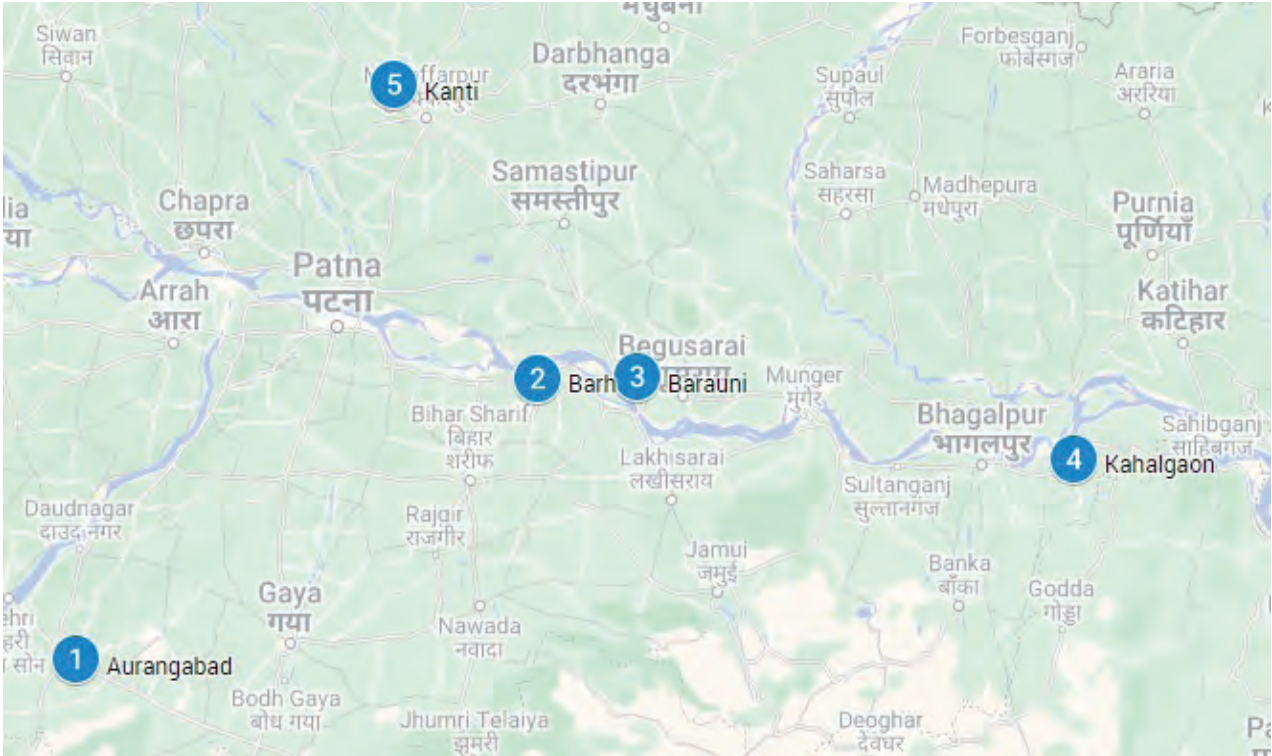 मधुबनी
Siwan
सिवान
Darbhanga
दरभंगा
Forbesganj
फोर्बेसगंज
Supaul
सुपौल
Araria
अररिया
5
Kanti
Samastipur
समस्तीपुर
Saharsa
सहरसा
Madhepura
मधेपुरा
Chapra
छपरा
Purnia
पूर्णियाँ
Patna
पटना
Arrah
आरा
Katihar
कटिहार
Begusarai
2
3
Barauni
Munger
मुंगेर
Bihar Sharif
बिहार
शरीफ
Bhagalpur
भागलपुर
Sahibganj
साहिबगंज
4
Kahalgaon
Lakhisarai
लखीसराय
Sultanganj
सुल्तानगंज
Daudnagar
दाउदनगर
Rajgir
राजगीर
Jamui
जमुई
Banka
बाँका
Godda
गोड्डा
Gaya
गया
Nawada
नवादा
1
Aurangabad
Bodh Gaya
बोध गया
Jhumri Telaiya
झुमरी
Deoghar
देवघर